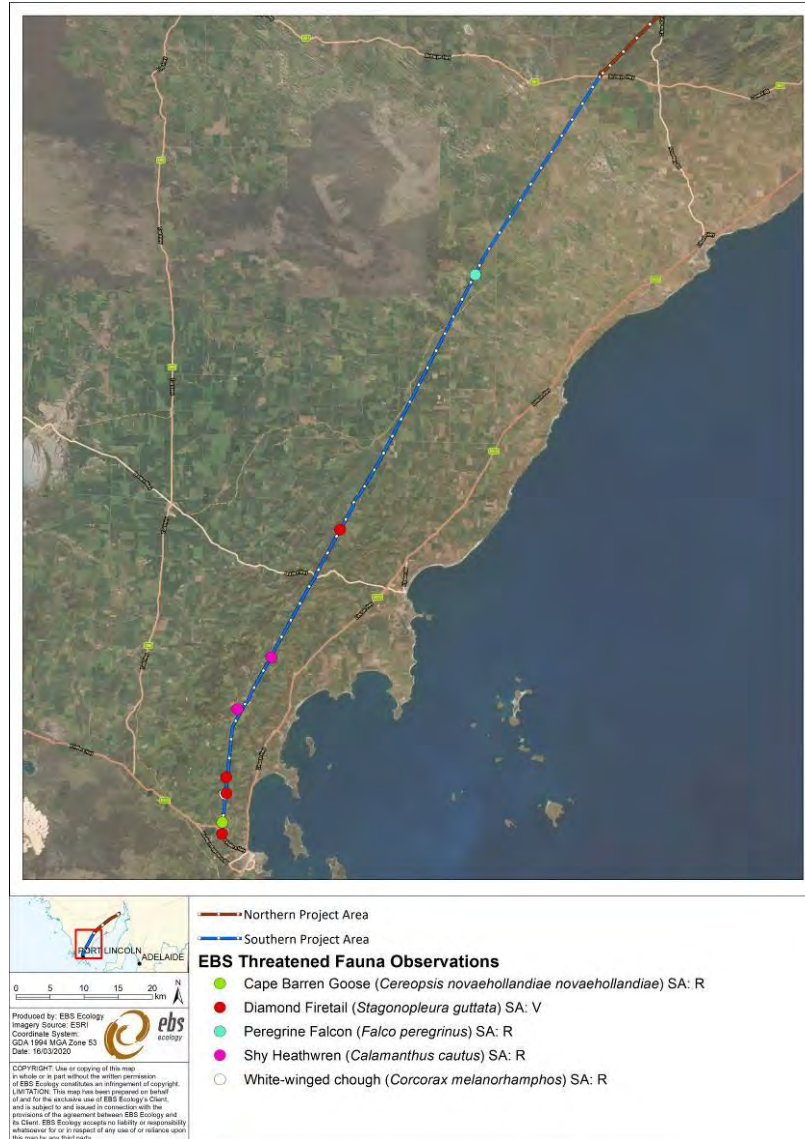 PORT LINCOLN
ADELAIDE
0 5 10 15 20
km
N
Produced by: EBS Ecology
Imagery Source: ESRI
Coordinate System:
GDA 1994 MGA Zone 53
Date: 16/03/2020
ebs
ecology
COPYRIGHT: Use or copying of this map
in whole or in part without the written permission
of EBS Ecology constitutes an infringement of copyright.
LIMITATION: This map has been prepared on behalf
of and for the exclusive use of EBS Ecology's Client,
and is subject to and issued in connection with the
provisions of the agreement between EBS Ecology and
its Client. EBS Ecology accepts no liability or responsibility
whatsoever for or in respect of any use of or reliance upon
this map by any third party.
Northern Project Area
Southern Project Area
EBS Threatened Fauna Observations
Cape Barren Goose (Cereopsis novaehollandiae novaehollandiae) SA: R
Diamond Firetail (Stagonopleura guttata) SA: V
Peregrine Falcon (Falco peregrinus) SA: R
Shy Heathwren (Calamanthus cautus) SA: R
White-winged chough (Corcorax melanorhamphos) SA: R